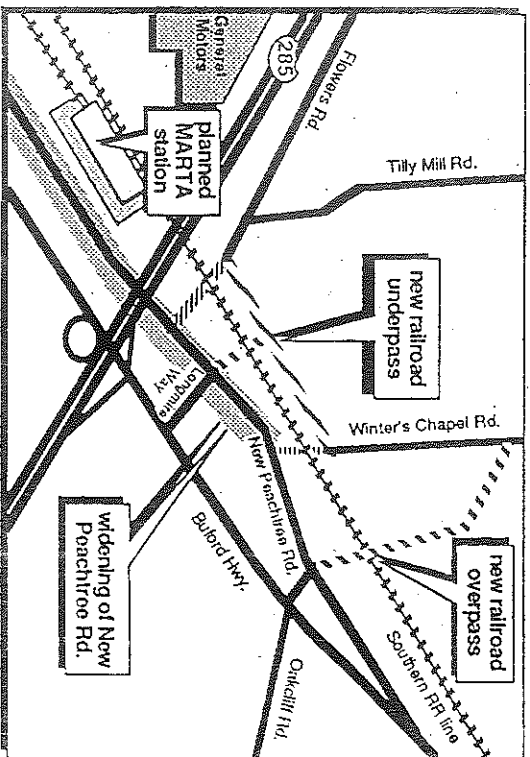 General
Motors
285
Flowers Rd.
planned
MARTA
station
Tilly Mill Rd.
new railroad
underpass
Winter's Chapel Rd.
Longmire
Way
New Peachtree Rd.
new railroad
overpass
Buford Hwy.
widening of New
Peachtree Rd.
Southern RR line
Oakcliff Rd.